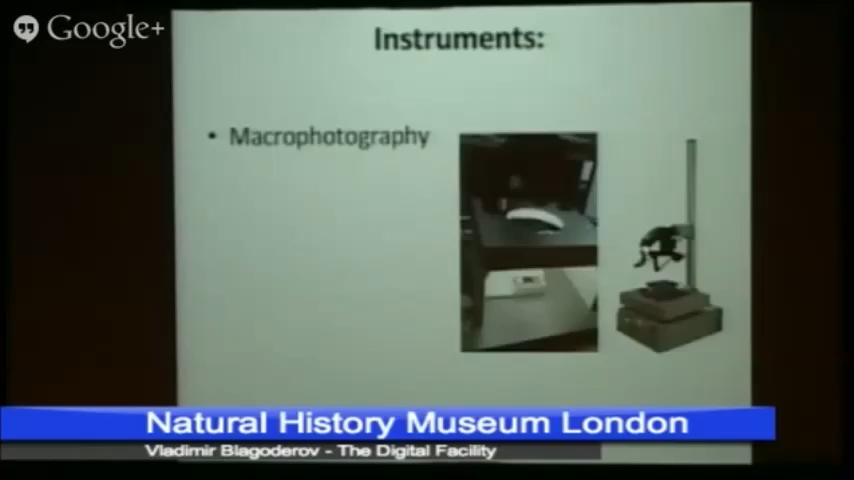 Google+
Instruments:
• Macrophotography
Natural History Museum London
Vladimir Blagoderov - The Digital Facility